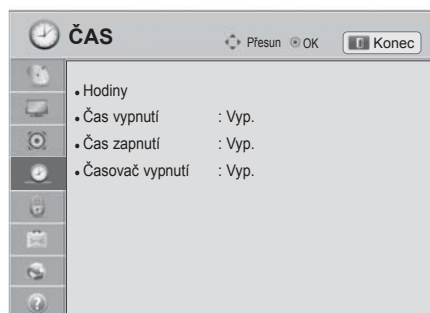 ČAS
Přesun OK Konec
Hodiny
Čas vypnutí : Vyp.
Čas zapnutí : Vyp.
Časovač vypnutí : Vyp.